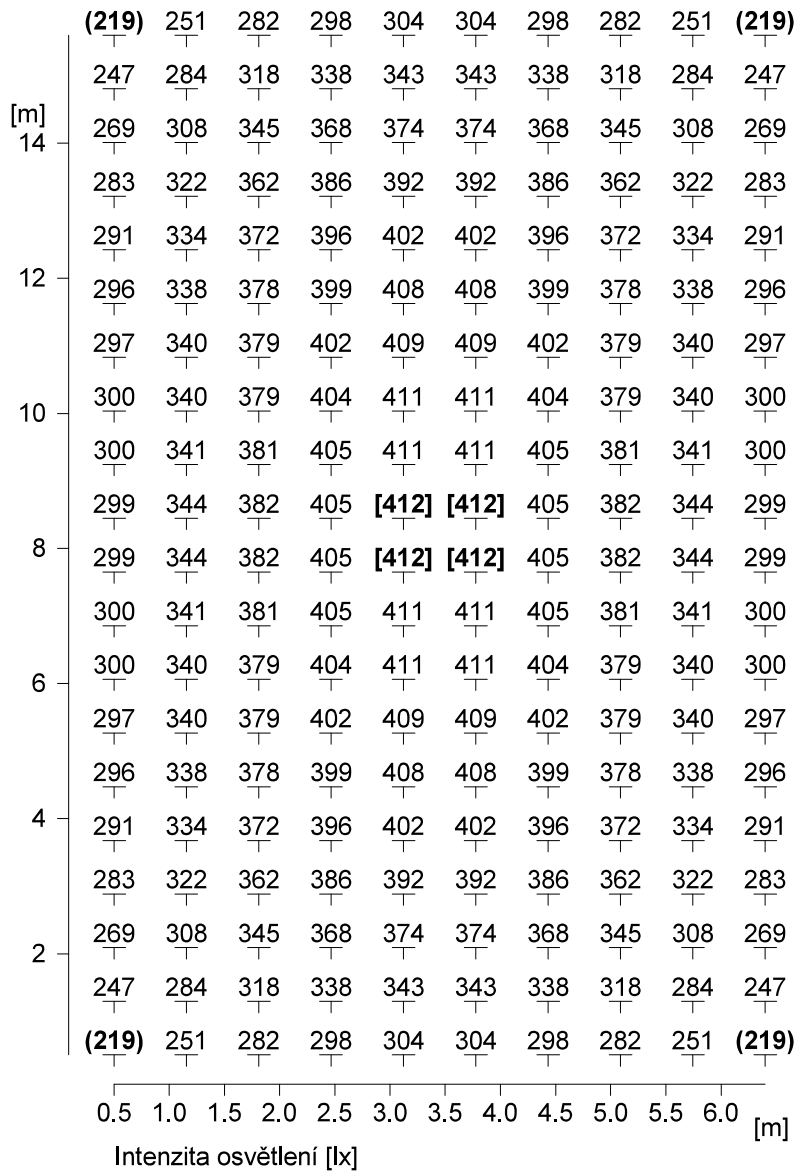 (219) 251 282 298 304 304 298 282 251 (219)
247 284 318 338 343 343 338 318 284 247
[m]
269 308 345 368 374 374 368 345 308 269
14
283 322 362 386 392 392 386 362 322 283
291 334 372 396 402 402 396 372 334 291
12
296 338 378 399 408 408 399 378 338 296
297 340 379 402 409 409 402 379 340 297
300 340 379 404 411 411 404 379 340 300
10
300 341 381 405 411 411 405 381 341 300
299 344 382 405 [412] [412] 405 382 344 299
8
299 344 382 405 [412] [412] 405 382 344 299
300 341 381 405 411 411 405 381 341 300
300 340 379 404 411 411 404 379 340 300
6
297 340 379 402 409 409 402 379 340 297
296 338 378 399 408 408 399 378 338 296
4
291 334 372 396 402 402 396 372 334 291
283 322 362 386 392 392 386 362 322 283
269 308 345 368 374 374 368 345 308 269
2
247 284 318 338 343 343 338 318 284 247
(219) 251 282 298 304 304 298 282 251 (219)
0.5 1.0 1.5 2.0 2.5 3.0 3.5 4.0 4.5 5.0 5.5 6.0
[m]
Intenzita osvětlení [lx]